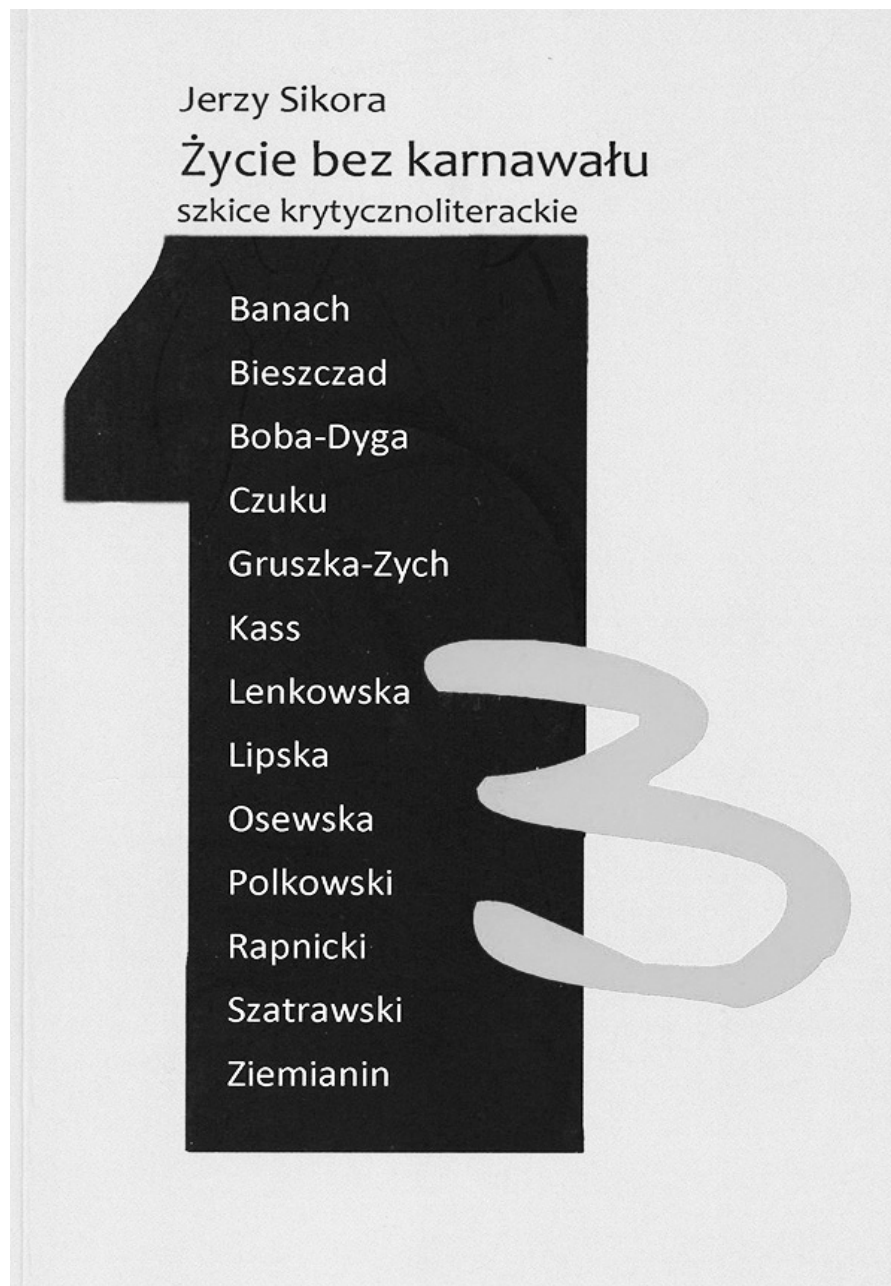 Jerzy Sikora
Życie bez karnawału
szkice krytycznoliterackie
Banach
Bieszczad
Boba-Dyga
Czuku
Gruszka-Zych
Kass
Lenkowska
Lipska
Osewska
Polkowski
Rapnicki
Szatrawski
Ziemianin
13